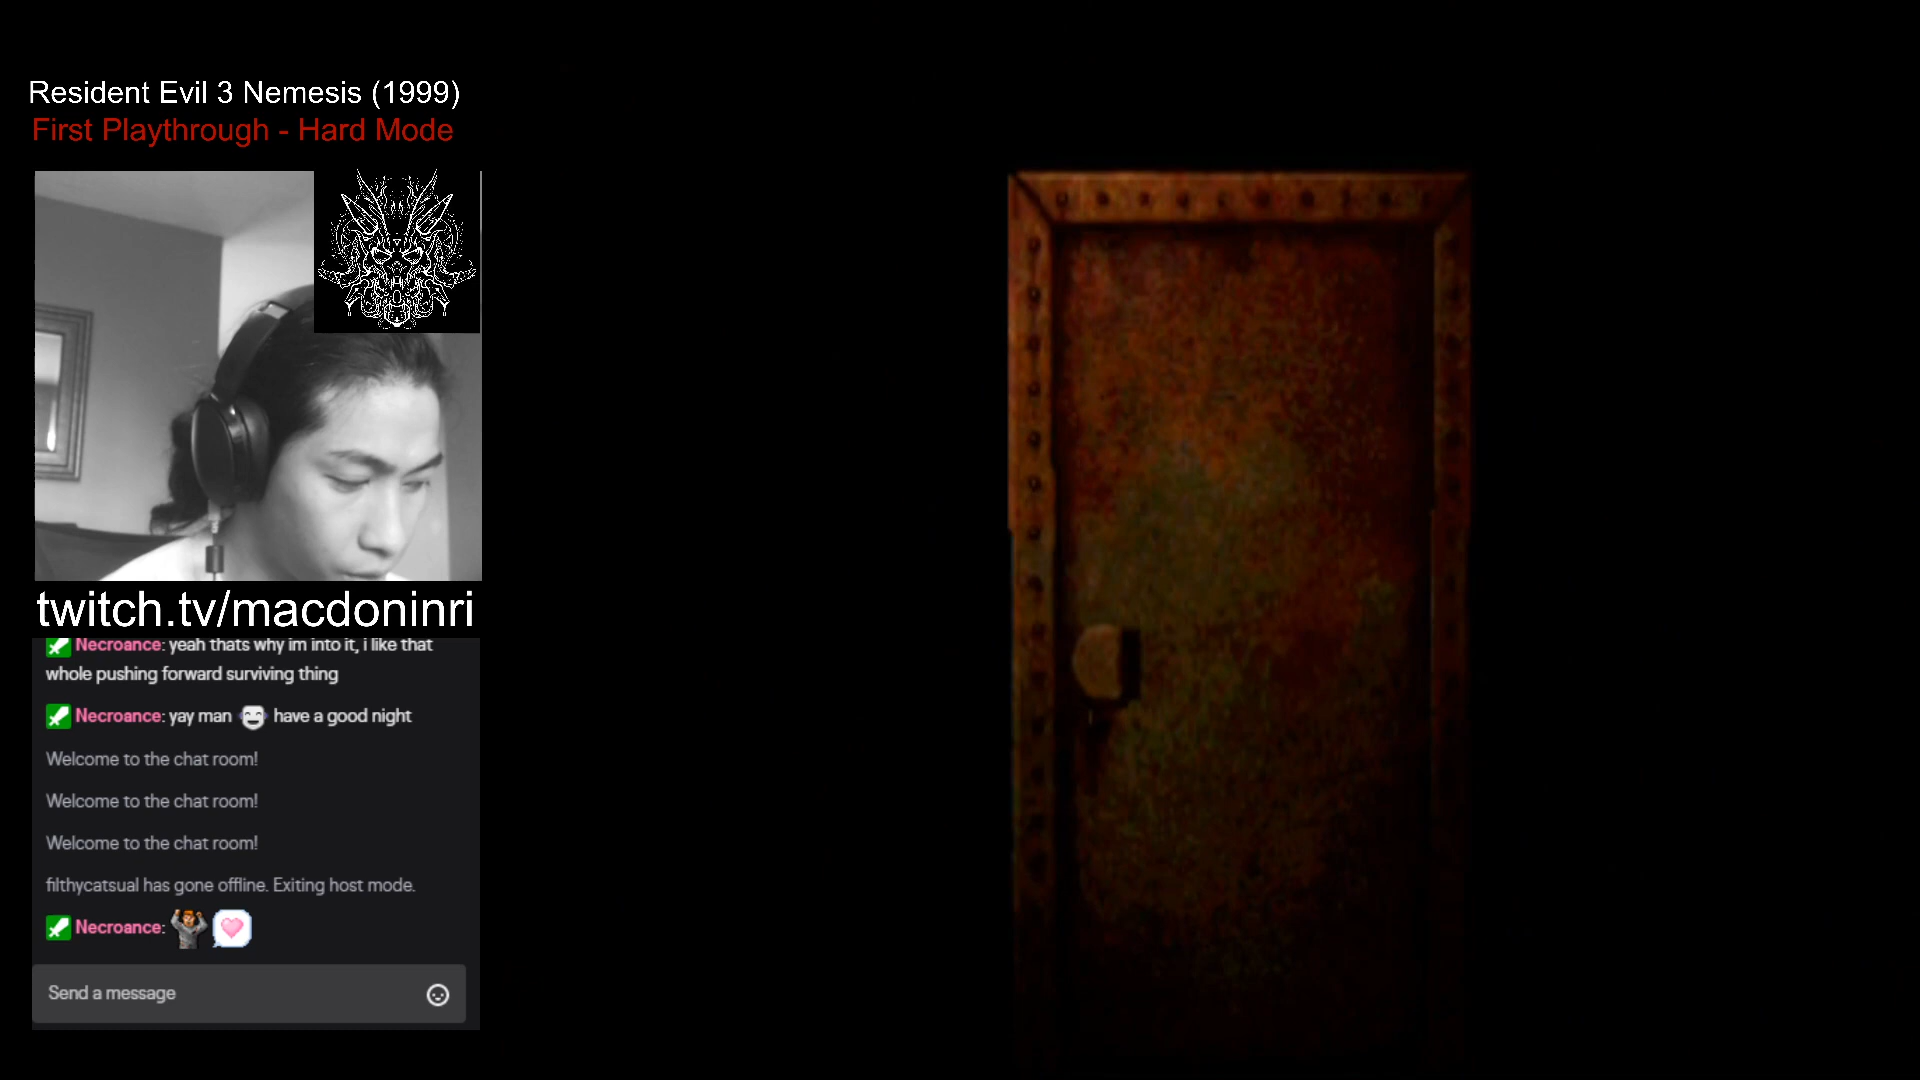 Resident Evil 3 Nemesis (1999)
First Playthrough - Hard Mode
twitch.tv/macdoninri
Necroance: yeah thats why im into it, i like that
whole pushing forward surviving thing
Necroance: yay man have a good night
Welcome to the chat room!
Welcome to the chat room!
Welcome to the chat room!
filthycatsual has gone offline. Exiting host mode.
Necroance:
Send a message